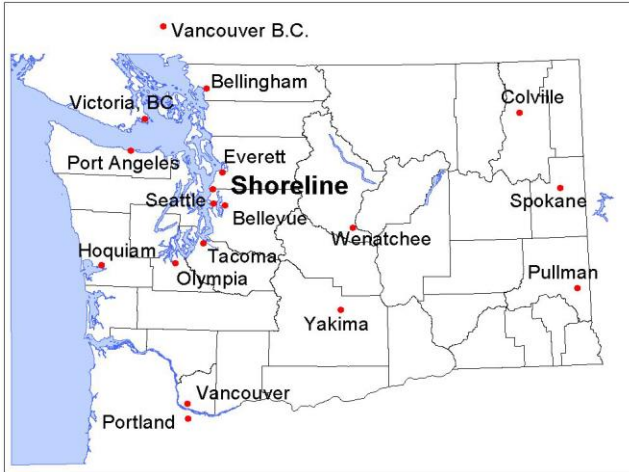 Vancouver B.C.
Bellingham
Colville
Victoria, BC
Port Angeles
Everett
Shoreline
Seattle
Spokane
Bellevue
Wenatchee
Hoquiam
Tacoma
Olympia
Pullman
Yakima
Vancouver
Portland